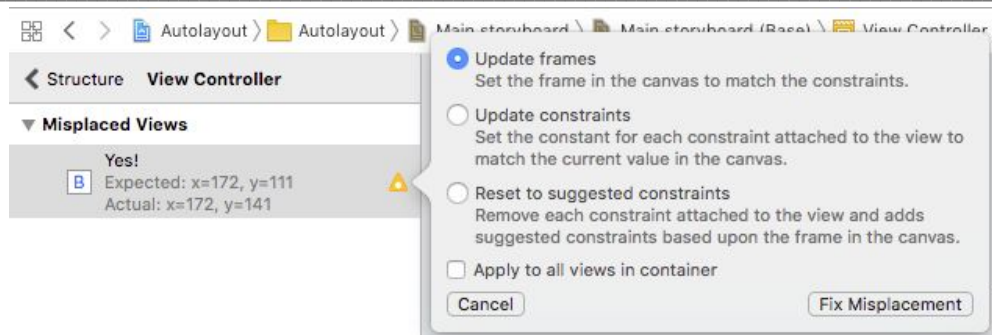 Autolayout 〉 Autolayout 〉 Main.storyboard 〉 Main.storyboard (Base) 〉 View Controller
Structure View Controller
Misplaced Views
Yes!
B Expected: x=172, y=111
Actual: x=172, y=141
Update frames
Set the frame in the canvas to match the constraints.
Update constraints
Set the constant for each constraint attached to the view to
match the current value in the canvas.
Reset to suggested constraints
Remove each constraint attached to the view and adds
suggested constraints based upon the frame in the canvas.
Apply to all views in container
Cancel Fix Misplacement